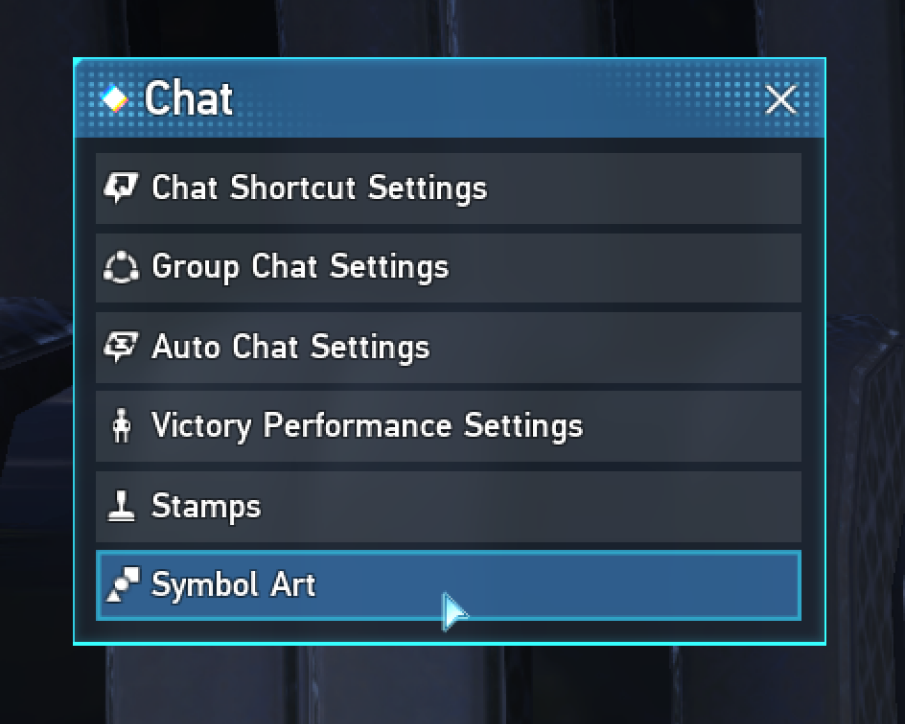 Chat
Chat Shortcut Settings
Group Chat Settings
Auto Chat Settings
Victory Performance Settings
Stamps
Symbol Art